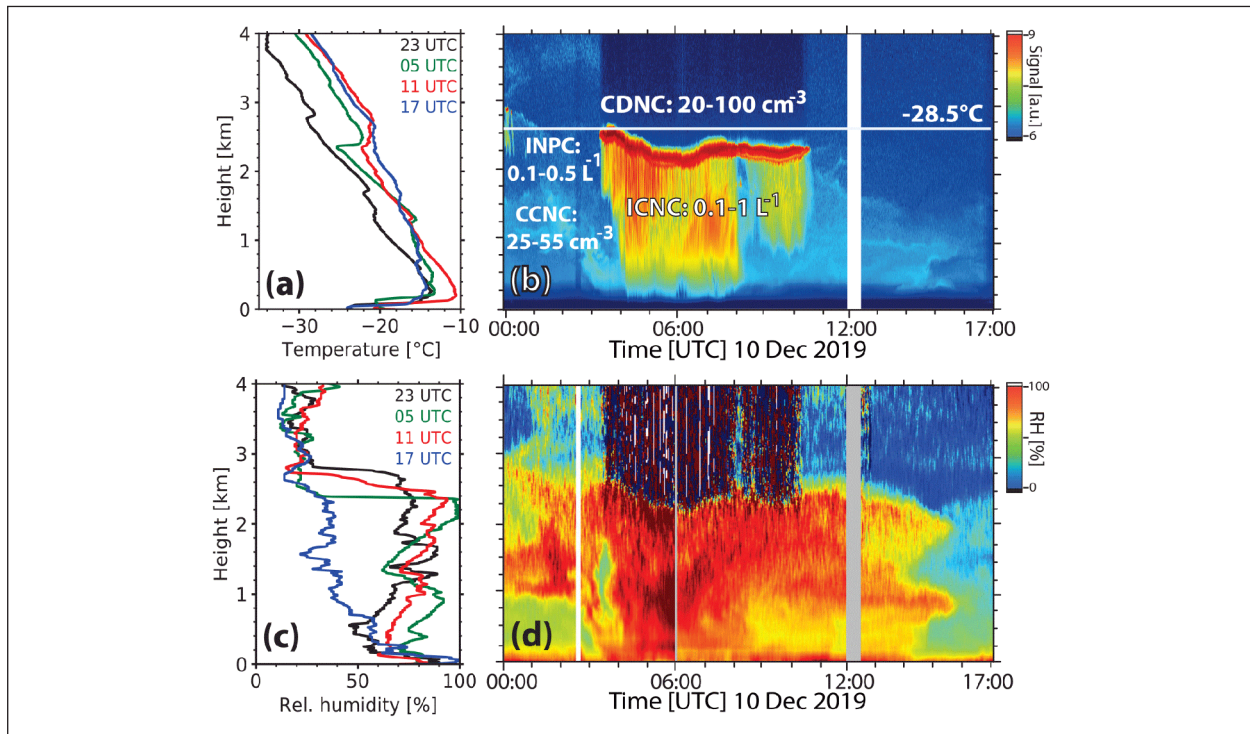 4
3
2
1
0
Height [km]
23 UTC
05 UTC
11 UTC
17 UTC
(a)
−30
−20
−10
Temperature [°C]
CDNC: 20-100 cm-3
-28.5°C
INPC:
0.1-0.5 L-1
ICNC: 0.1-1 L-1
CCNC:
25-55 cm-3
(b)
00:00
06:00
12:00
17:00
Time [UTC] 10 Dec 2019
9
Signal [a.u.]
-6
4
3
2
1
0
Height [km]
23 UTC
05 UTC
11 UTC
17 UTC
(c)
0
50
100
Rel. humidity [%]
(d)
00:00
06:00
12:00
17:00
Time [UTC] 10 Dec 2019
100
RH [%]
0